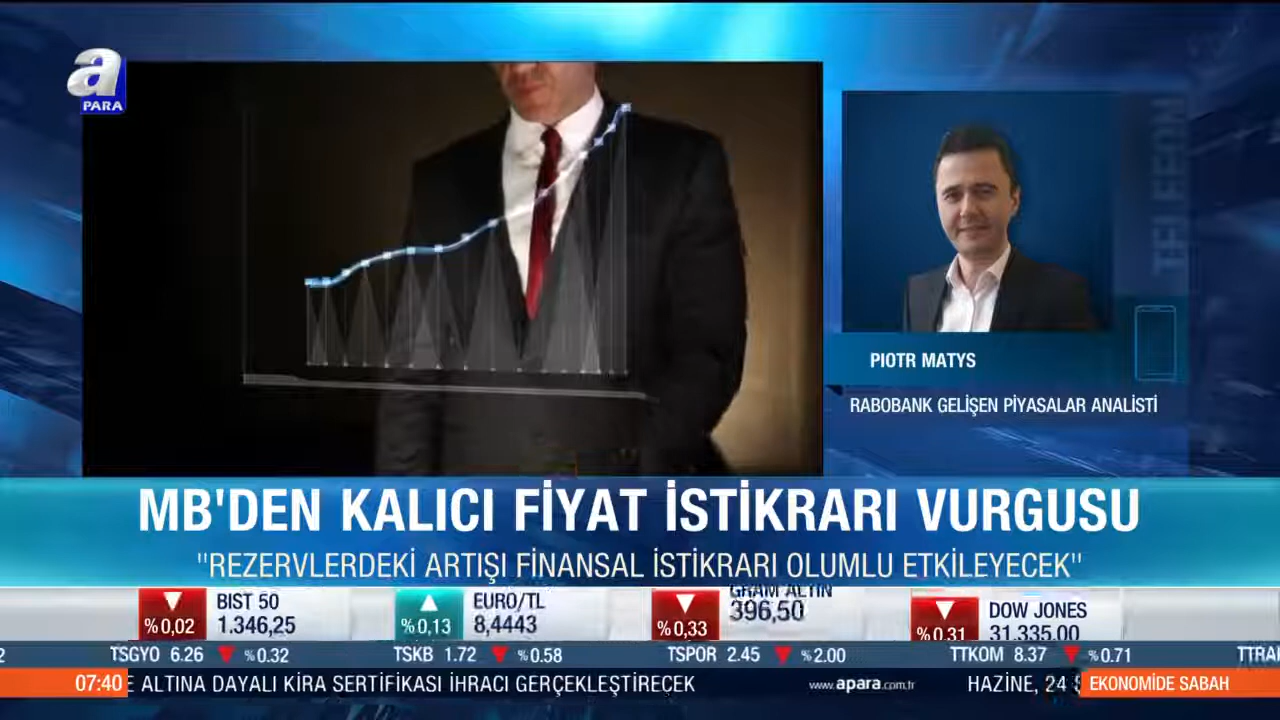 a
PARA
TELEFON
PIOTR MATYS
RABOBANK GELİŞEN PİYASALAR ANALİSTİ
MB'DEN KALICI FİYAT İSTİKRARI VURGUSU
"REZERVLERDEKİ ARTIŞI FİNANSAL İSTİKRARI OLUMLU ETKİLEYECEK"
%0,02 BIST 50 1.346,25
%0,13 EURO/TL 8,4443
%0,33 GRAM ALTIN 396,50
%0,31 DOW JONES 31.335,00
2 TSGYO 6.26 %0.32 TSKB 1.72 %0.58 TSPOR 2.45 %2.00 TTKOM 8.37 %0.71 TTRA
07:40 E ALTINA DAYALI KİRA SERTİFİKASI İHRACI GERÇEKLEŞTİRECEK www.apara.com.tr HAZİNE, 24 EKONOMİDE SABAH